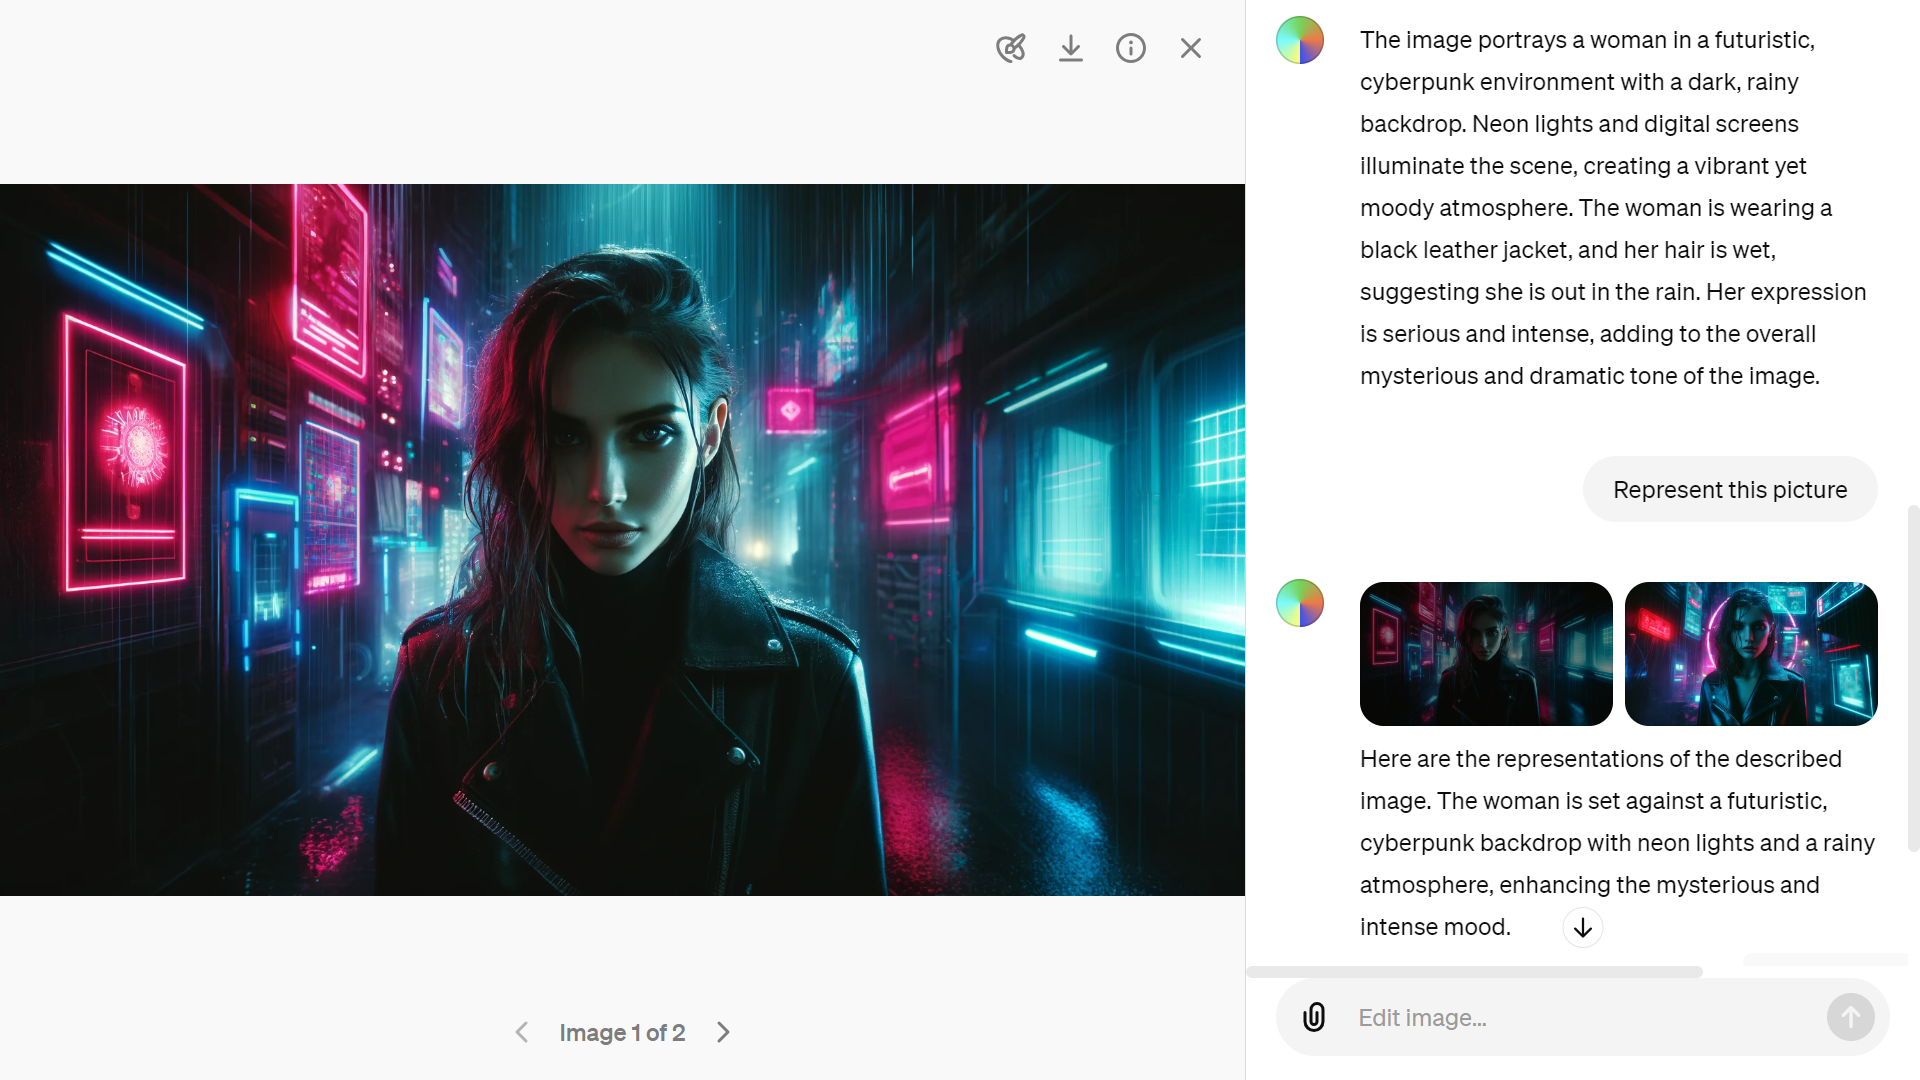 The image portrays a woman in a futuristic,
cyberpunk environment with a dark, rainy
backdrop. Neon lights and digital screens
illuminate the scene, creating a vibrant yet
moody atmosphere. The woman is wearing a
black leather jacket, and her hair is wet,
suggesting she is out in the rain. Her expression
is serious and intense, adding to the overall
mysterious and dramatic tone of the image.
Represent this picture
Here are the representations of the described
image. The woman is set against a futuristic,
cyberpunk backdrop with neon lights and a rainy
atmosphere, enhancing the mysterious and
intense mood.
Edit image...
Image 1 of 2